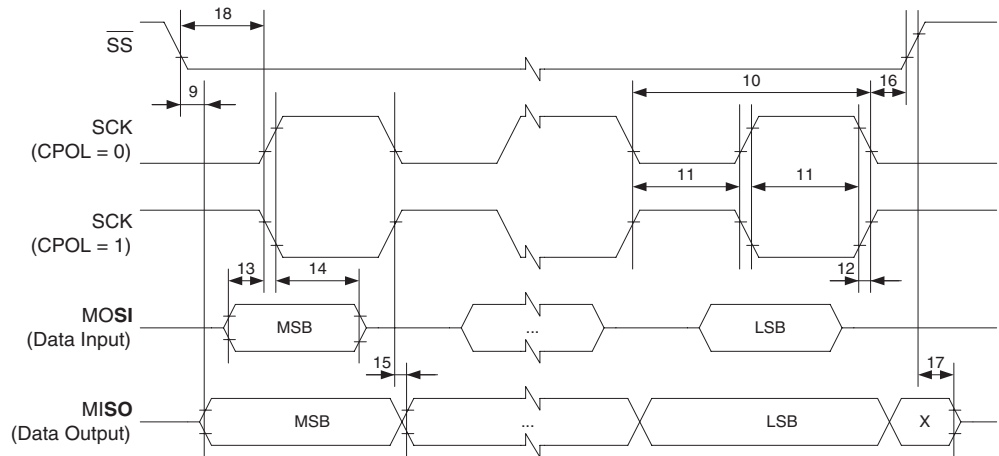 18
SS
10
9
16
SCK
(CPOL = 0)
11
11
SCK
(CPOL = 1)
13
14
12
MOSI
(Data Input)
MSB
...
LSB
15
17
MISO
(Data Output)
MSB
...
LSB
X